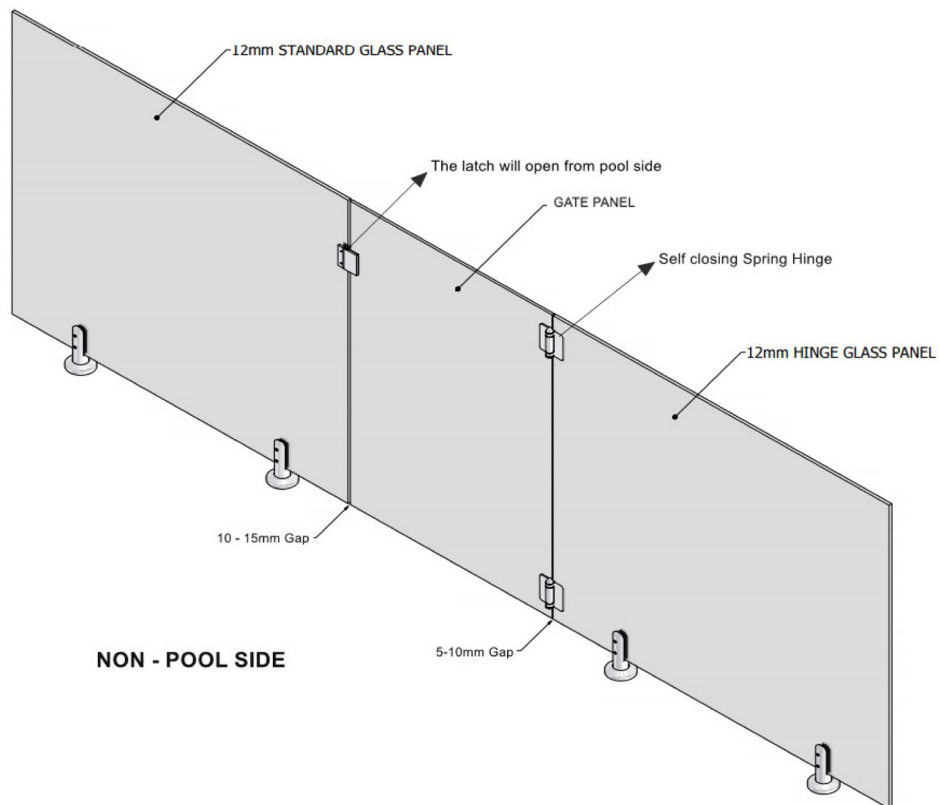 12mm STANDARD GLASS PANEL
The latch will open from pool side
GATE PANEL
Self closing Spring Hinge
12mm HINGE GLASS PANEL
10 - 15mm Gap
5-10mm Gap
NON - POOL SIDE